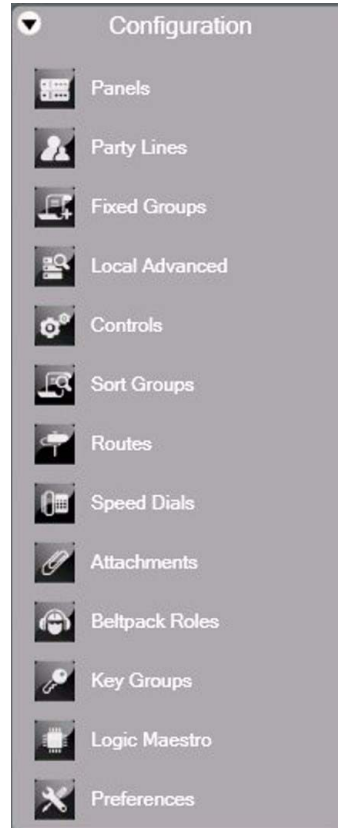 Configuration
Panels
Party Lines
Fixed Groups
Local Advanced
Controls
Sort Groups
Routes
Speed Dials
Attachments
Beltpack Roles
Key Groups
Logic Maestro
Preferences